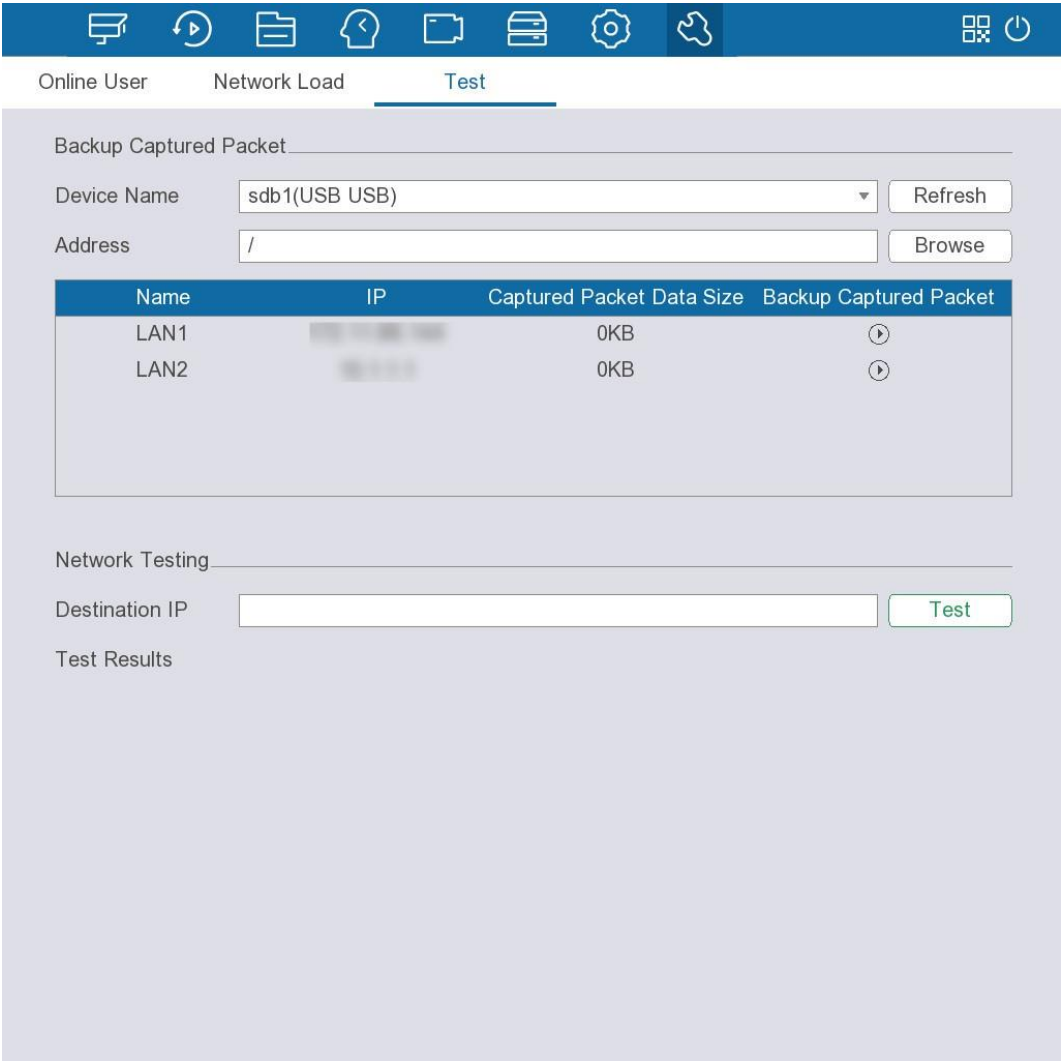 Online User Network Load Test
Backup Captured Packet
Device Name sdb1(USB USB) Refresh
Address / Browse
Name IP Captured Packet Data Size Backup Captured Packet
LAN1 0KB
LAN2 0KB
Network Testing
Destination IP Test
Test Results